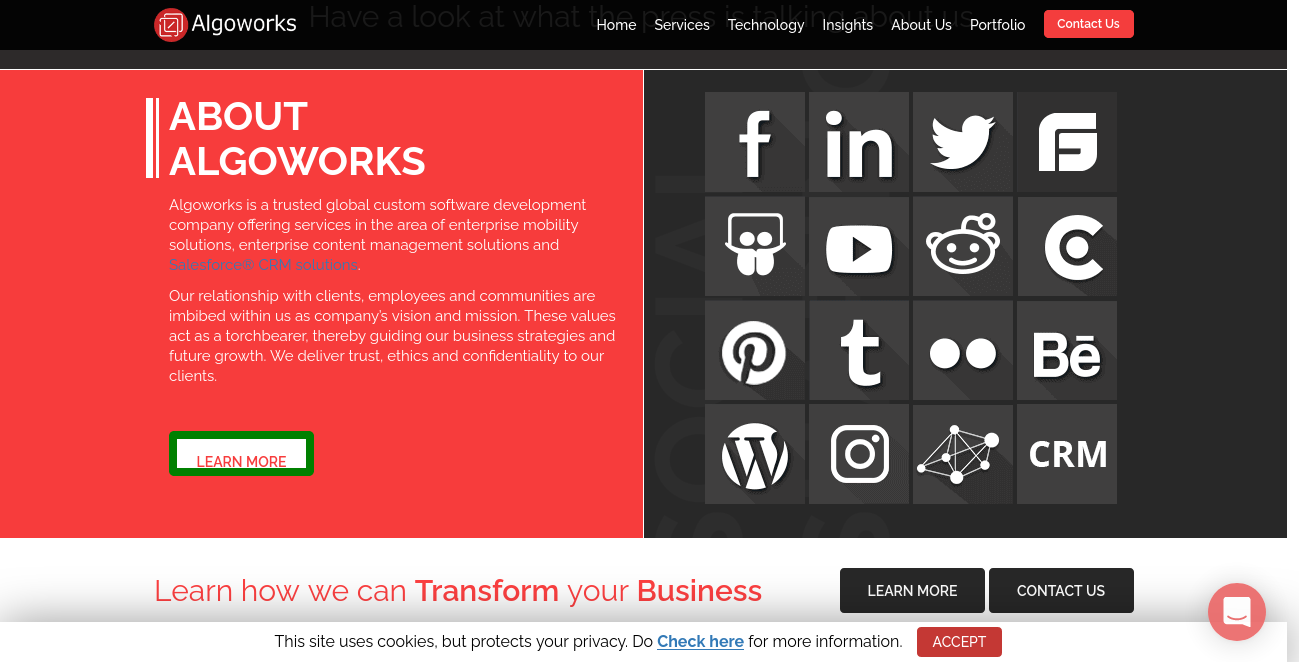 Have a look at what the press is talking about us
Algoworks
Home Services Technology Insights About Us Portfolio Contact Us
ABOUT
ALGOWORKS
Algoworks is a trusted global custom software development
company offering services in the area of enterprise mobility
solutions, enterprise content management solutions and
Salesforce® CRM solutions.
Our relationship with clients, employees and communities are
imbibed within us as company's vision and mission. These values
act as a torchbearer, thereby guiding our business strategies and
future growth. We deliver trust, ethics and confidentiality to our
clients.
LEARN MORE
CRM
Learn how we can Transform your Business
LEARN MORE CONTACT US
This site uses cookies, but protects your privacy. Do Check here for more information. ACCEPT